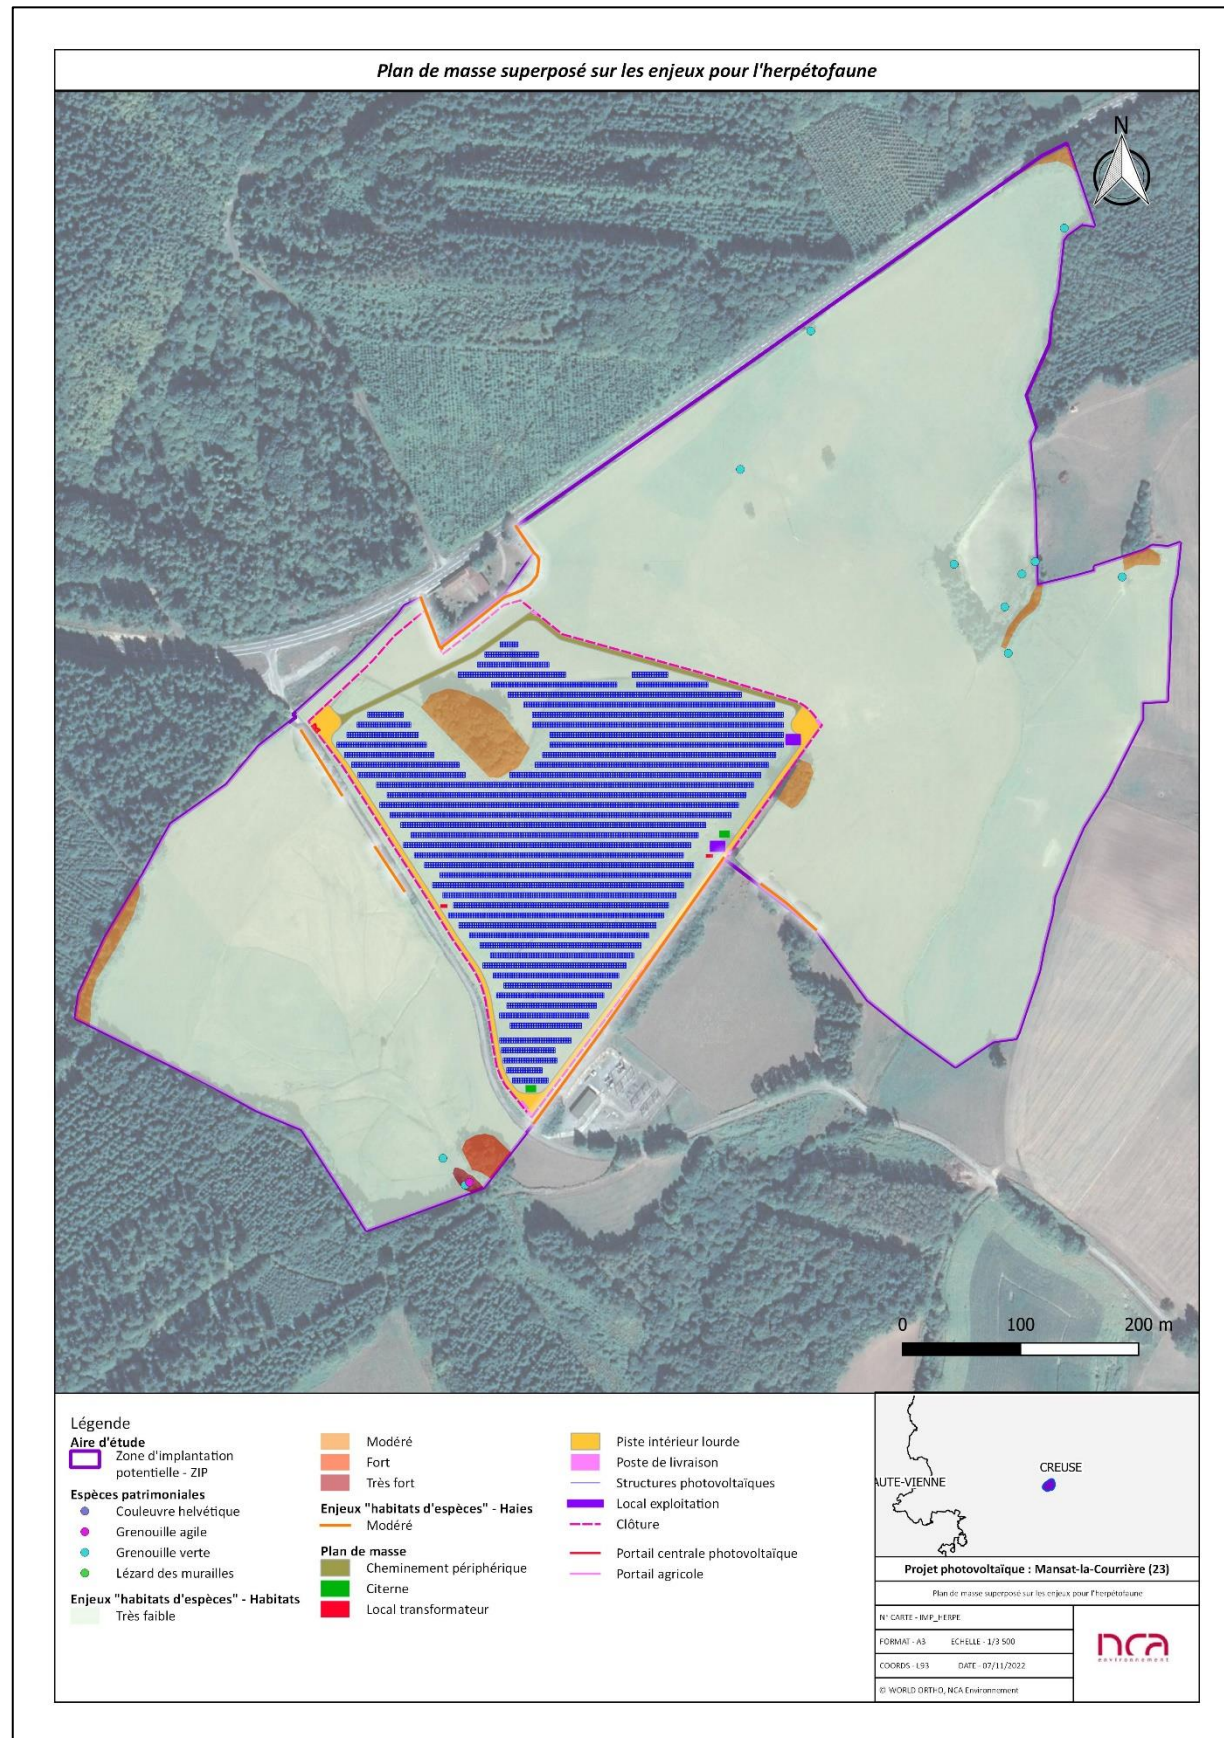 Plan de masse superposé sur les enjeux pour l'herpétofaune
N
0 100 200 m
Légende
Aire d'étude
Zone d'implantation
potentielle - ZIP
Espèces patrimoniales
Couleuvre helvétique
Grenouille agile
Grenouille verte
Lézard des murailles
Enjeux "habitats d'espèces" - Habitats
Très faible
Modéré
Fort
Très fort
Enjeux "habitats d'espèces" - Haies
Modéré
Plan de masse
Cheminement périphérique
Citerne
Local transformateur
Piste intérieur lourde
Poste de livraison
Structures photovoltaïques
Local exploitation
Clôture
Portail centrale photovoltaïque
Portail agricole
CREUSE
AUTE-VIENNE
Projet photovoltaïque : Mansat-la-Courrière (23)
Plan de masse superposé sur les enjeux pour l'herpétofaune
N° CARTE - IMP_HERPE
FORMAT - A3 ECHELLE - 1/3 500
COORDS - L93 DATE - 07/11/2022
© WORLD ORTHO, NCA Environnement
nca
environnement